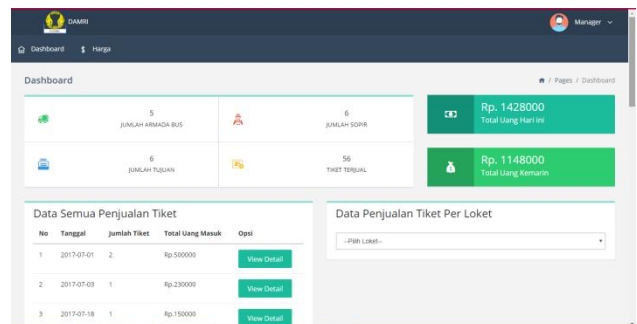 DAMRI
Manager
Dashboard $ Harga
Dashboard
/ Pages / Dashboard
5
JUMLAH ARMADA BUS
6
JUMLAH SOPIR
Rp. 1428000
Total Uang Hari ini
6
JUMLAH TUJUAN
56
TIKET TERJUAL
Rp. 1148000
Total Uang Kemarin
Data Semua Penjualan Tiket
No Tanggal Jumlah Tiket Total Uang Masuk Opsi
1 2017-07-01 2 Rp.500000 View Detail
2 2017-07-03 1 Rp.230000 View Detail
3 2017-07-18 1 Rp.150000 View Detail
Data Penjualan Tiket Per Loket
--Pilih Loket--